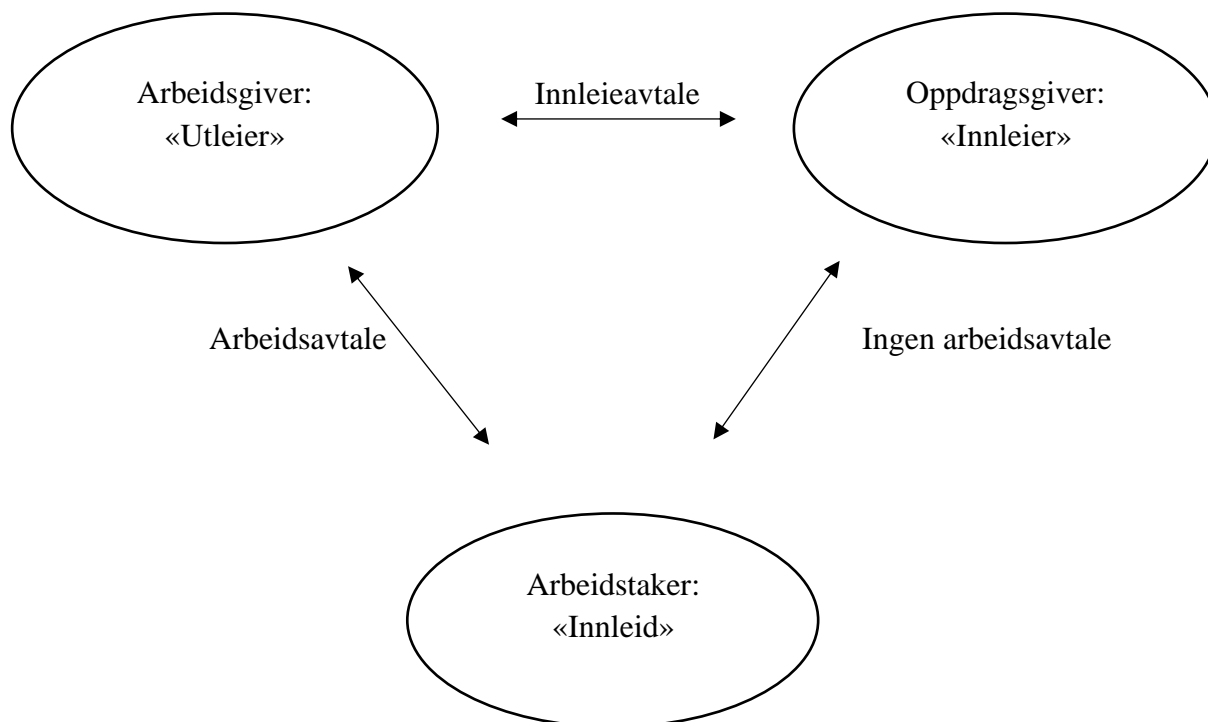 Arbeidsgiver:
«Utleier»
Innleieavtale
Oppdragsgiver:
«Innleier»
Arbeidsavtale
Ingen arbeidsavtale
Arbeidstaker:
«Innleid»